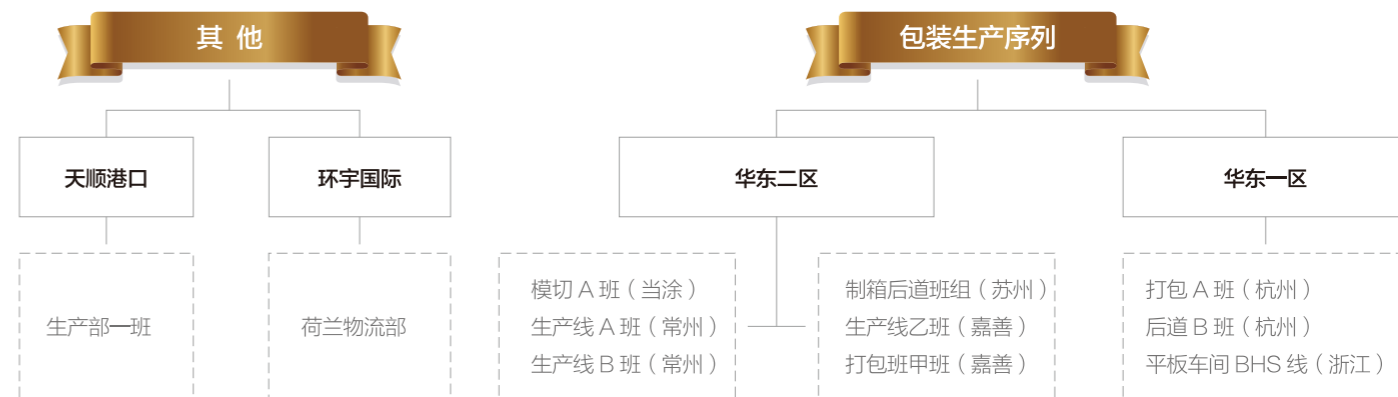 其 他
天顺港口
环宇国际
生产部一班
荷兰物流部
包装生产序列
华东二区
华东一区
模切 A 班（当涂）
生产线 A 班（常州）
生产线 B 班（常州）
制箱后道班组（苏州）
生产线乙班（嘉善）
打包班甲班（嘉善）
打包 A 班（杭州）
后道 B 班（杭州）
平板车间 BHS 线（浙江）